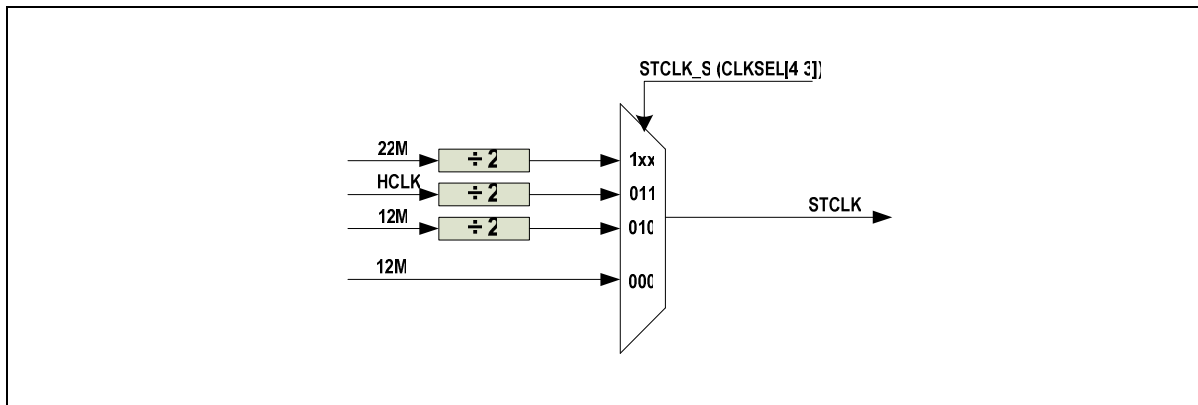 STCLK_S (CLKSEL[4 3])
22M
÷ 2
1xx
HCLK
÷ 2
011
12M
÷ 2
010
STCLK
12M
000